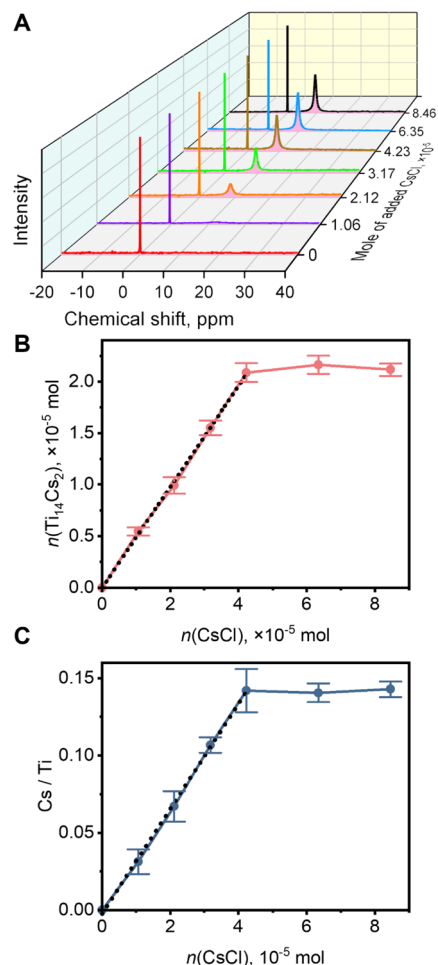 A
Intensity
8.46
6.35
4.23
3.17
2.12
1.06
0
Mole of added CsCl, ×10⁻⁵
-20 -10 0 10 20 30 40
Chemical shift, ppm
B
n(Ti₁₄Cs₂), ×10⁻⁵ mol
2.0
1.5
1.0
0.5
0.0
0 2 4 6 8
n(CsCl), ×10⁻⁵ mol
C
Cs / Ti
0.15
0.10
0.05
0.00
0 2 4 6 8
n(CsCl), 10⁻⁵ mol